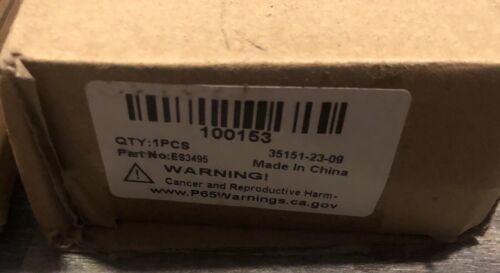 100153
QTY:1PCS 35151-23-09
Part No:ES3495 Made In China
WARNING!
Cancer and Reproductive Harm-
www.P65Warnings.ca.gov